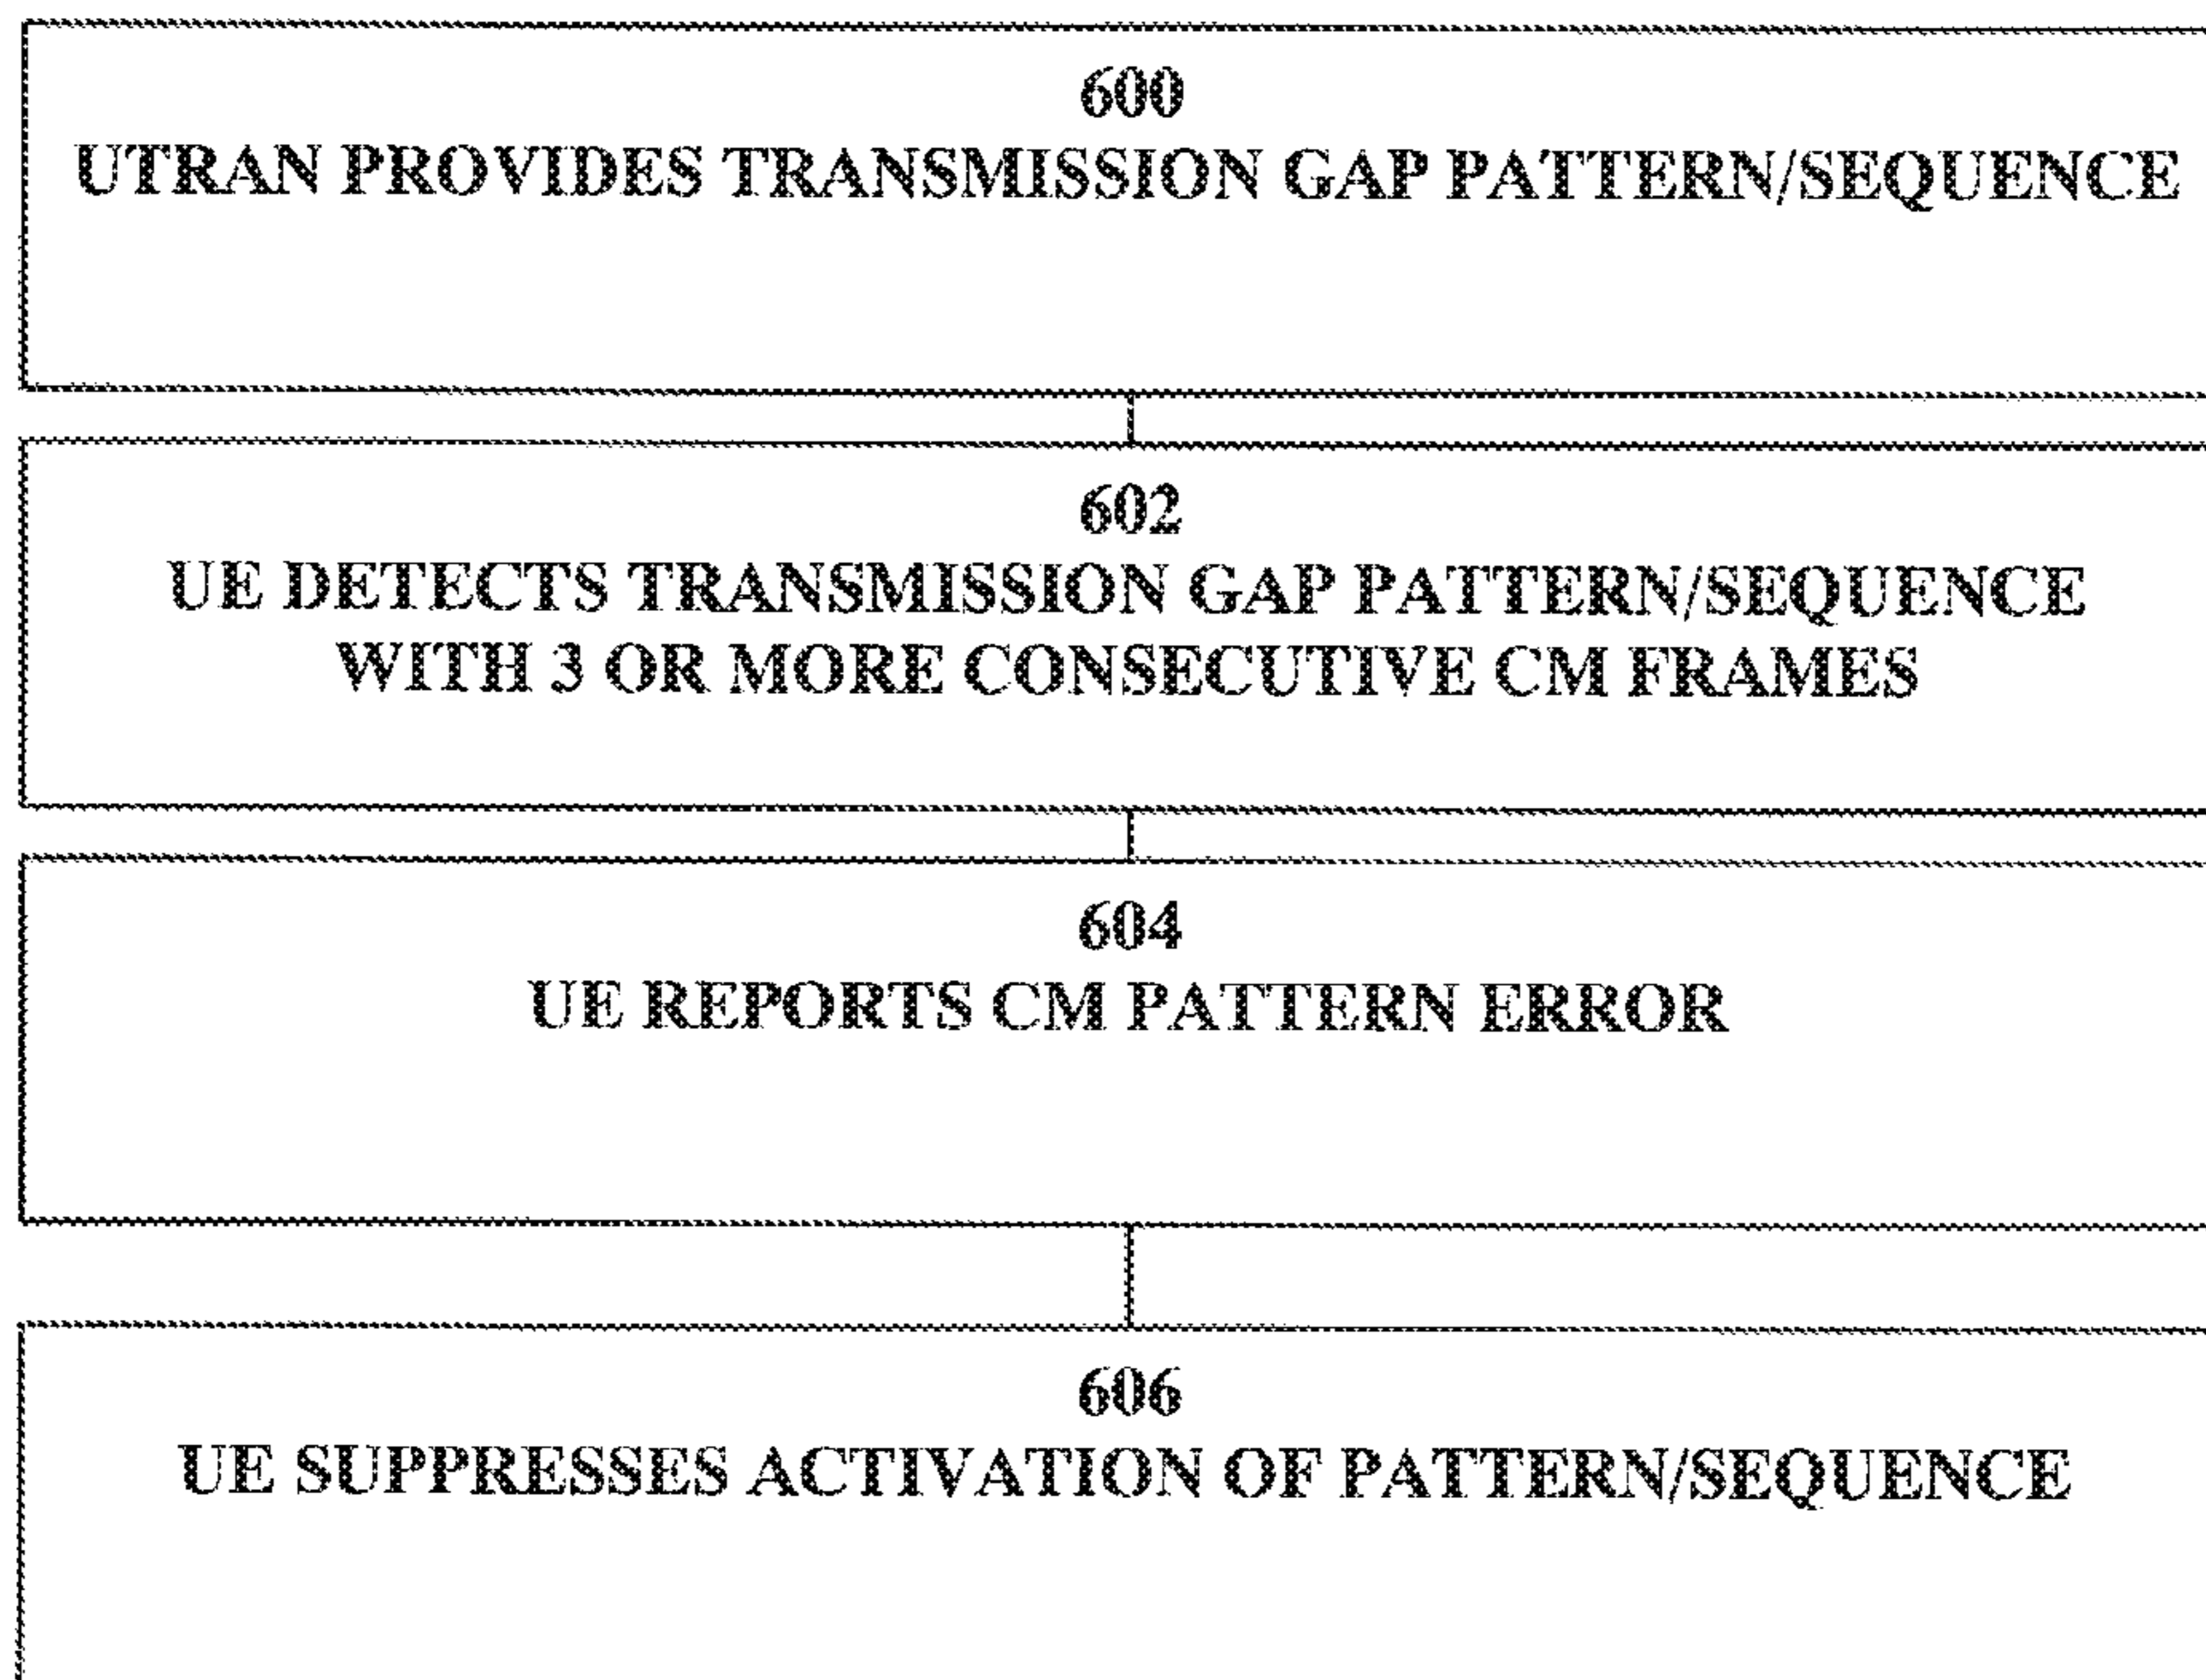 600
UTRAN PROVIDES TRANSMISSION GAP PATTERN/SEQUENCE
602
UE DETECTS TRANSMISSION GAP PATTERN/SEQUENCE
WITH 3 OR MORE CONSECUTIVE CM FRAMES
604
UE REPORTS CM PATTERN ERROR
606
UE SUPPRESSES ACTIVATION OF PATTERN/SEQUENCE